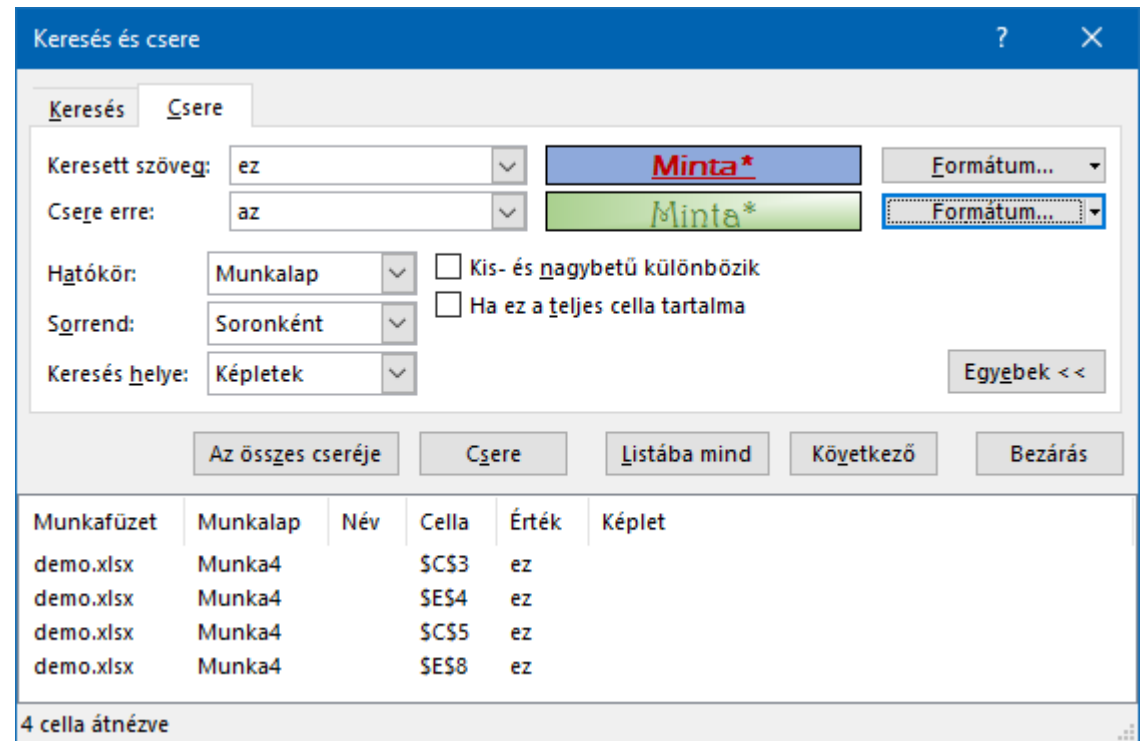 Keresés és csere ?
Keresés Csere
Keresett szöveg: ez Minta* Formátum...
Csere erre: az Minta* Formátum...
Hatókör: Munkalap Kis- és nagybetű különbözik
Ha ez a teljes cella tartalma
Sorrend: Soronként
Keresés helye: Képletek Egyebek <<
Az összes cseréje Csere Listába mind Következő Bezárás
Munkafüzet Munkalap Név Cella Érték Képlet
demo.xlsx Munka4 $C$3 ez
demo.xlsx Munka4 $E$4 ez
demo.xlsx Munka4 $C$5 ez
demo.xlsx Munka4 $E$8 ez
4 cella átnézve